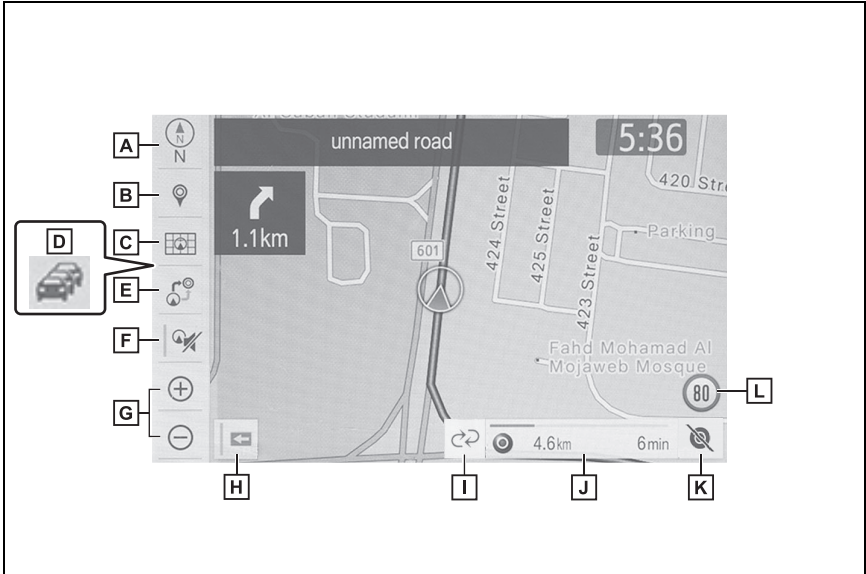 A
B
C
D
E
F
G
H
I
J
K
L
N
N
unnamed road
5:36
1.1km
601
424 Street
425 Street
423 Street
420 Str
Parking
Fahd Mohamad Al
Mojaweb Mosque
80
4.6km
6min